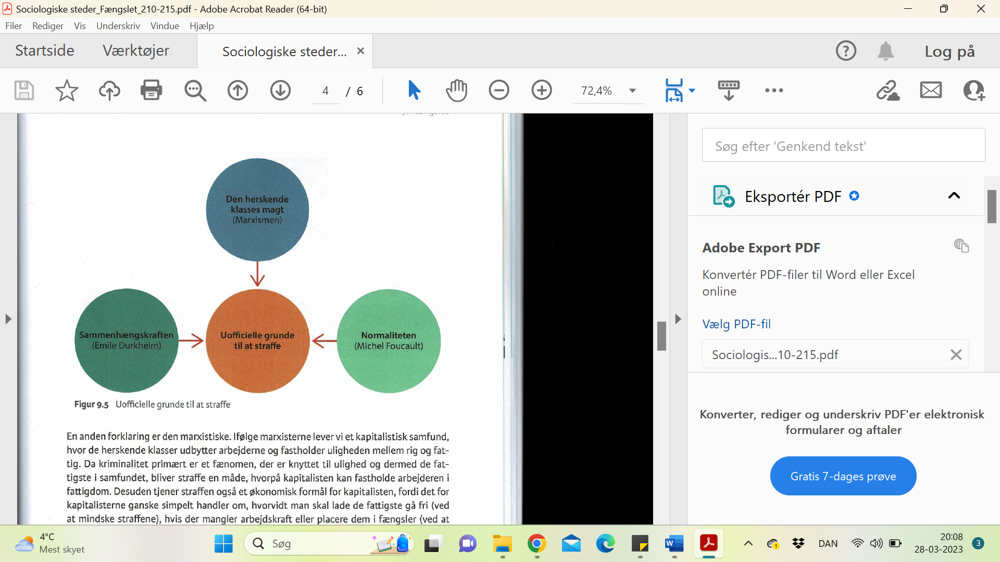 Sociologiske steder_Fængslet_210-215.pdf - Adobe Acrobat Reader (64-bit)
Filer Rediger Vis Underskriv Vindue Hjælp
Startside Værktøjer Sociologiske steder... Log på
4 / 6 72,4%
Den herskende
klasses magt
(Marxismen)
Sammenhængskraften
(Emile Durkheim)
Uofficielle grunde
til at straffe
Normaliteten
(Michel Foucault)
Figur 9.5 Uofficielle grunde til at straffe
En anden forklaring er den marxistiske. Ifølge marxisterne lever vi et kapitalistisk samfund,
hvor de herskende klasser udbytter arbejderne og fastholder uligheden mellem rig og fat-
tig. Da kriminalitet primært er et fænomen, der er knyttet til ulighed og dermed de fat-
tigste i samfundet, bliver straffe en måde, hvorpå kapitalisten kan fastholde arbejderen i
fattigdom. Desuden tjener straffen også et økonomisk formål for kapitalisten, fordi det for
kapitalisterne ganske simpelt handler om, hvorvidt man skal lade de fattigste gå fri (ved
at mindske straffene), hvis der mangler arbejdskraft eller placere dem i fængsler (ved at
Søg efter 'Genkend tekst'
Eksportér PDF
Adobe Export PDF
Konvertér PDF-filer til Word eller Excel
online
Vælg PDF-fil
Sociologis...10-215.pdf
Konverter, rediger og underskriv PDF'er elektronisk
formularer og aftaler
Gratis 7-dages prøve
4°C
Mest skyet
Søg
DAN
20:08
28-03-2023
3